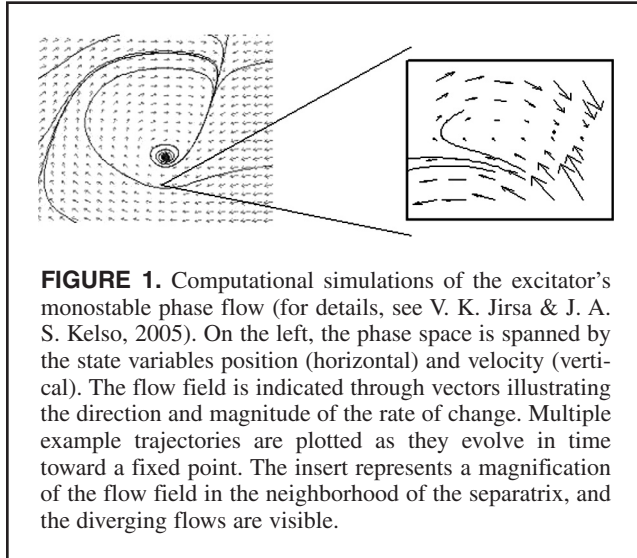 FIGURE 1. Computational simulations of the excitator's
monostable phase flow (for details, see V. K. Jirsa & J. A.
S. Kelso, 2005). On the left, the phase space is spanned by
the state variables position (horizontal) and velocity (verti-
cal). The flow field is indicated through vectors illustrating
the direction and magnitude of the rate of change. Multiple
example trajectories are plotted as they evolve in time
toward a fixed point. The insert represents a magnification
of the flow field in the neighborhood of the separatrix, and
the diverging flows are visible.